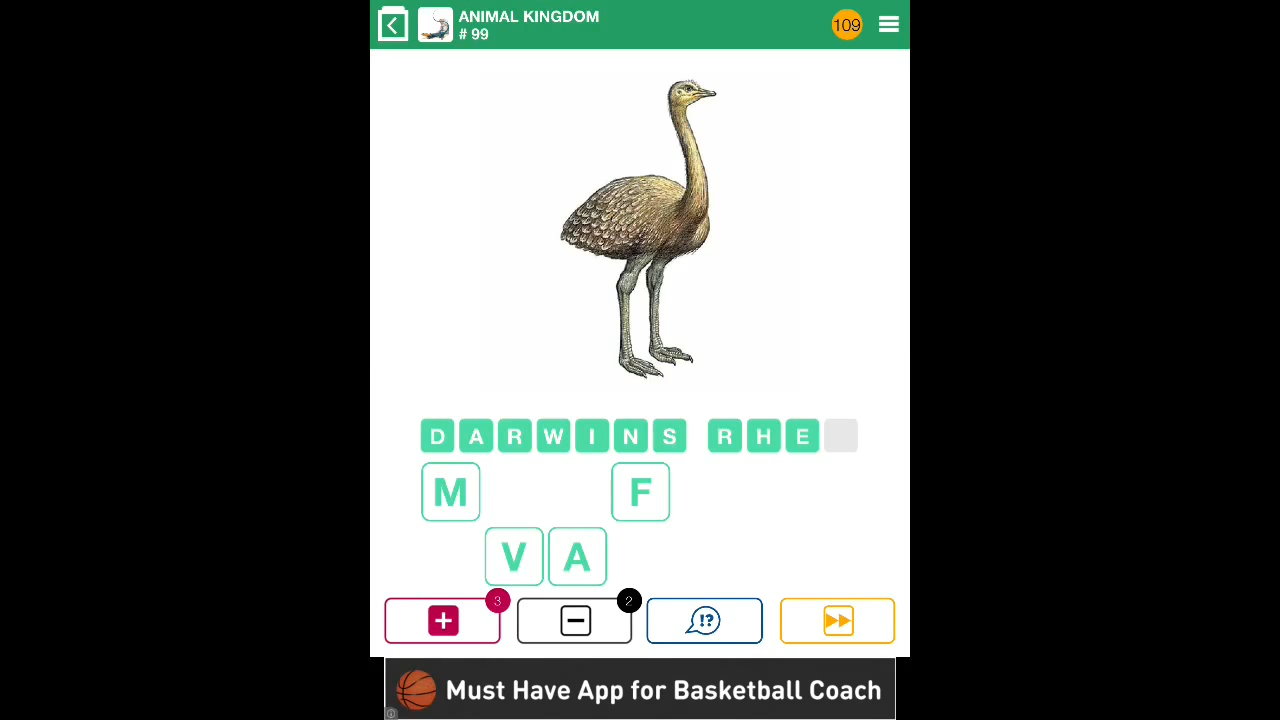 ANIMAL KINGDOM
# 99
109
DARWINS RHE
M F
V A
3
2
!?
Must Have App for Basketball Coach